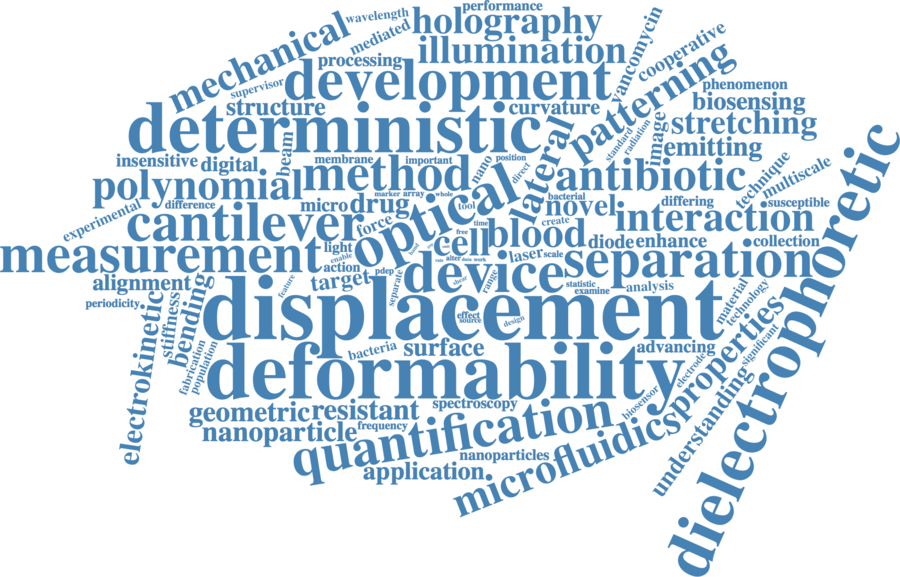 performance
wavelength
holography
mediated
vancomycin
cooperative
mechanical
illumination
processing
patterning
supervisor
development
phenomenon
structure
curvature
biosensing
deterministic
stretching
standard
radiation
image
emitting
beam
insensitive
digital
membrane
important
position
nano
direct
lateral
method
antibiotic
technique
multiscale
polynomial
marker
array
whole
optical
bacterial
experimental
difference
micro
drug
tool
novel
differing
susceptible
cantilever
force
time
create
interaction
free
cell
blood
diode
enhance
collection
measurement
light
enable
action
pdep
alter
data
work
laser
scale
device
separation
alignment
target
separate
range
statistic
examine
analysis
feature
displacement
material
technology
periodicity
electrokinetic
stiffness
bending
effect
source
design
properties
significant
dielectrophoretic
fabrication
population
bacteria
surface
advancing
deformability
electrode
understanding
geometric
resistant
spectroscopy
biosensor
quantification
nanoparticle
frequency
microfluidics
nanoparticles
application